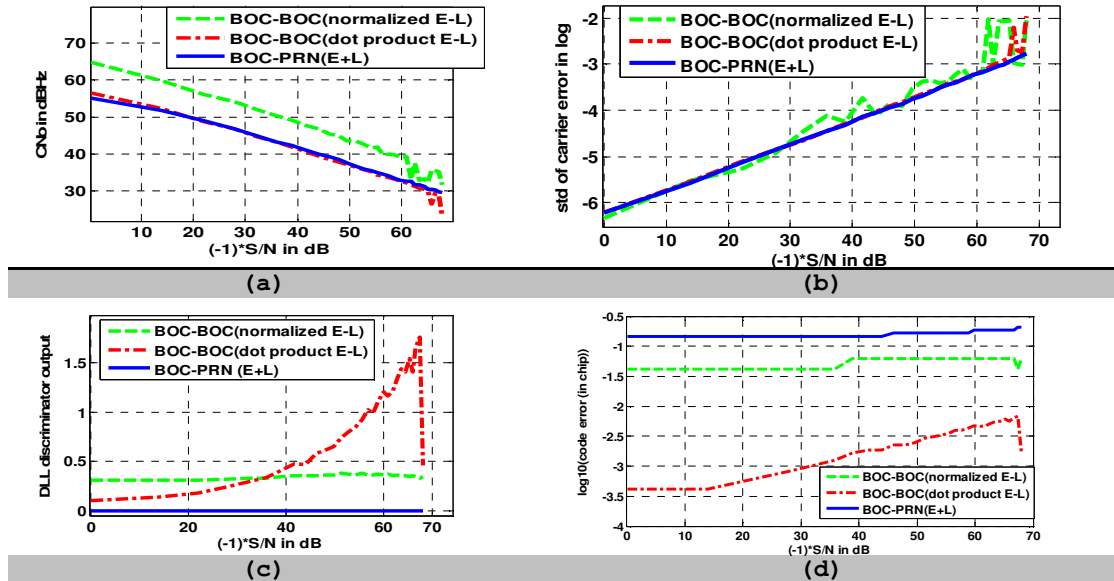 80
60
50
40
30
10 20 30 40 50 60
CNo in dBHz
(-1)*S/N in dB
BOC-BOC(normalized E-L)
BOC-BOC(dot product E-L)
BOC-PRN(E+L)
(a)
-2
-3
-4
-5
-6
0 10 20 30 40 50 60 70
std of carrier error in log
(-1)*S/N in dB
BOC-BOC(normalized E-L)
BOC-BOC(dot product E-L)
BOC-PRN(E+L)
(b)
1.5
1
0.5
0
0 20 40 60 70
DLL discriminator output
(-1)*S/N in dB
BOC-BOC(normalized E-L)
BOC-BOC(dot product E-L)
BOC-PRN (E+L)
(c)
-0.5
-1
-1.5
-2
-2.5
-3
-3.5
-4
0 10 20 30 40 50 60 70
log10(code error (in chip))
(-1)*S/N in dB
BOC-BOC(normalized E-L)
BOC-BOC(dot product E-L)
BOC-PRN(E+L)
(d)